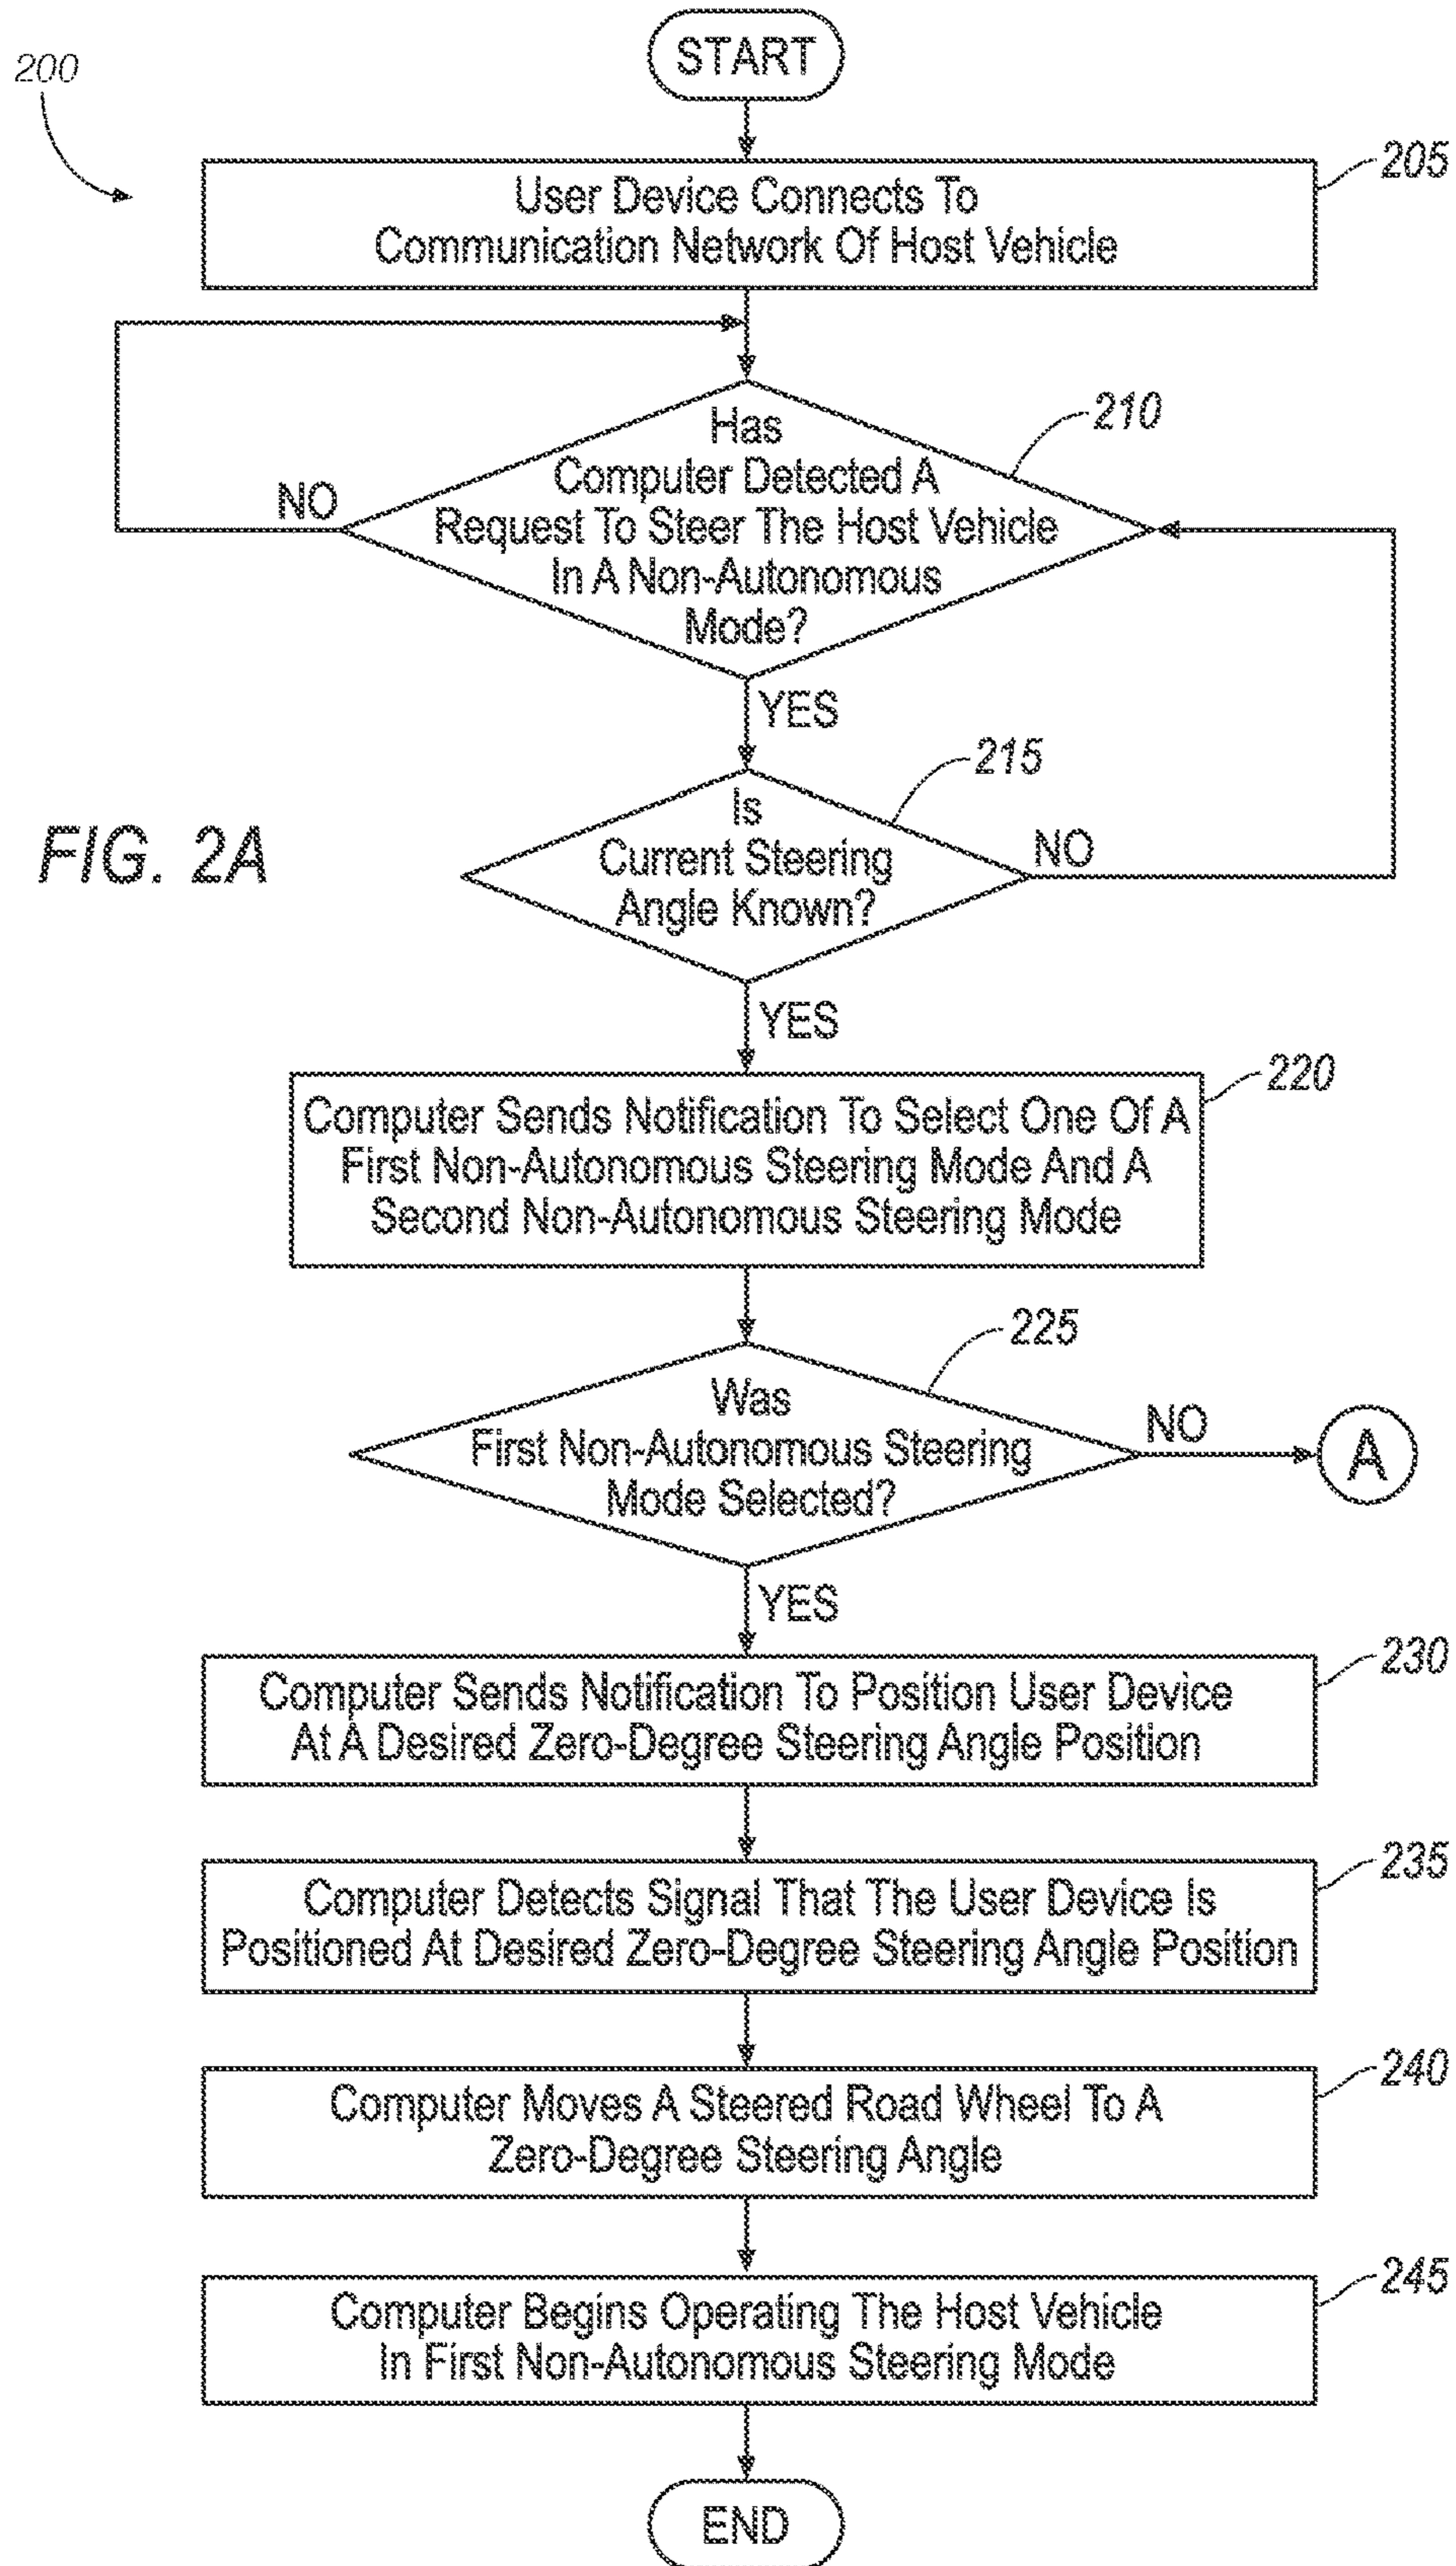 START
200
205
User Device Connects To
Communication Network Of Host Vehicle
210
Has
Computer Detected A
Request To Steer The Host Vehicle
In A Non-Autonomous
Mode?
NO
YES
215
Is
Current Steering
Angle Known?
NO
FIG. 2A
YES
220
Computer Sends Notification To Select One Of A
First Non-Autonomous Steering Mode And A
Second Non-Autonomous Steering Mode
225
Was
First Non-Autonomous Steering
Mode Selected?
NO
A
YES
230
Computer Sends Notification To Position User Device
At A Desired Zero-Degree Steering Angle Position
235
Computer Detects Signal That The User Device Is
Positioned At Desired Zero-Degree Steering Angle Position
240
Computer Moves A Steered Road Wheel To A
Zero-Degree Steering Angle
245
Computer Begins Operating The Host Vehicle
In First Non-Autonomous Steering Mode
END